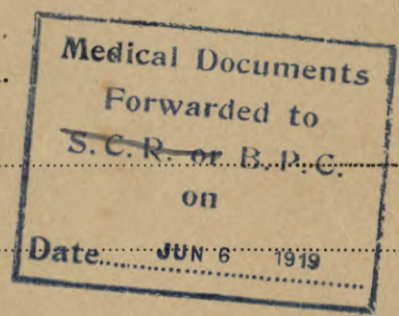 Medical Documents
Forwarded to
S.C.R. or B.P.C.
on
Date JUN 6 1919